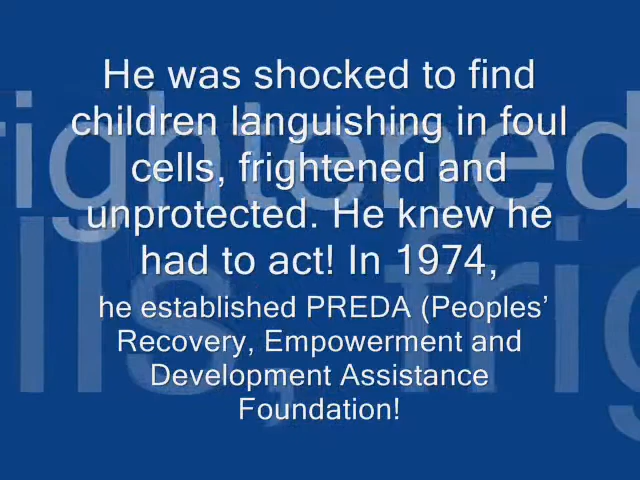 He was shocked to find
children languishing in foul
cells, frightened and
unprotected. He knew he
had to act! In 1974,
he established PREDA (Peoples’
Recovery, Empowerment and
Development Assistance
Foundation!